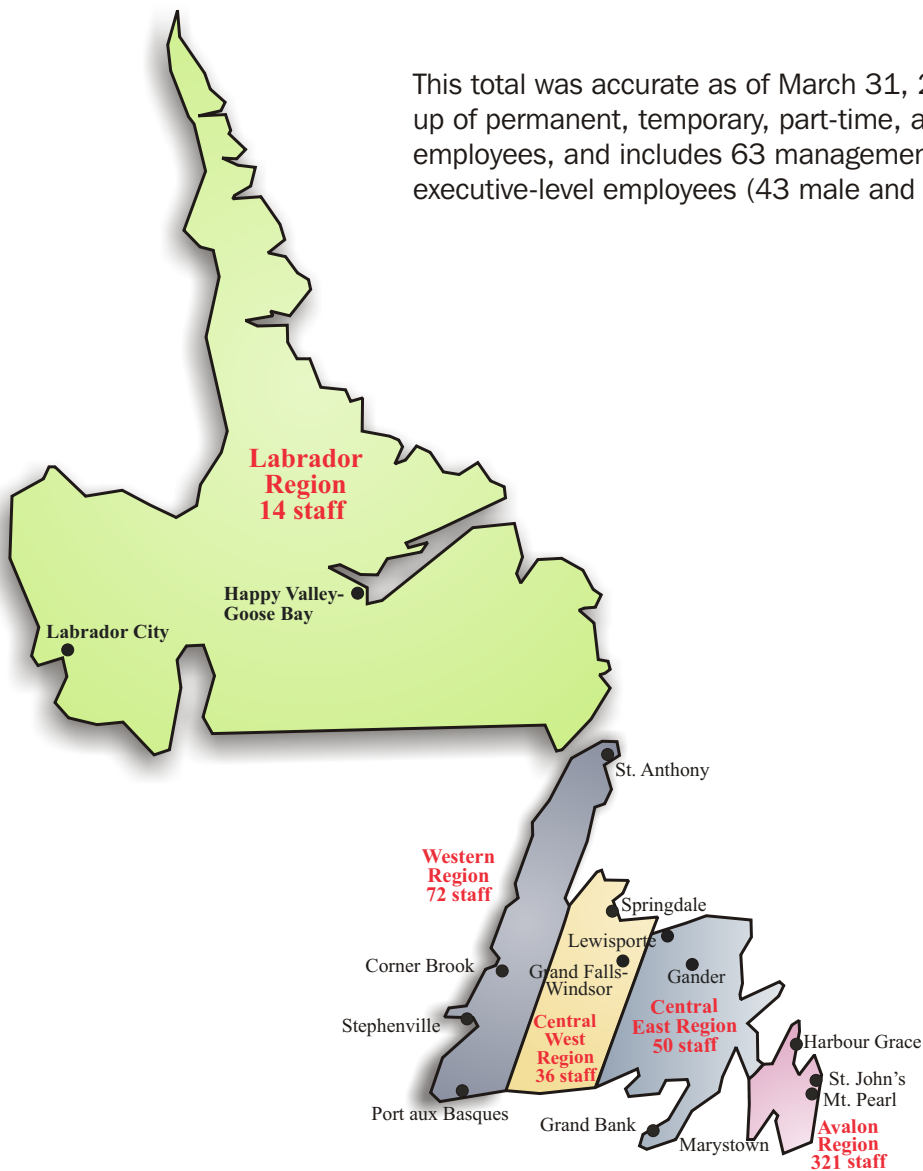 This total was accurate as of March 31,
up of permanent, temporary, part-time,
employees, and includes 63 management
executive-level employees (43 male and
Labrador
Region
14 staff
Happy Valley-
Goose Bay
Labrador City
St. Anthony
Western
Region
72 staff
Springdale
Lewisporte
Corner Brook
Grand Falls-
Windsor
Gander
Stephenville
Central
West
Region
36 staff
Central
East Region
50 staff
Harbour Grace
St. John's
Mt. Pearl
Port aux Basques
Grand Bank
Marystown
Avalon
Region
321 staff